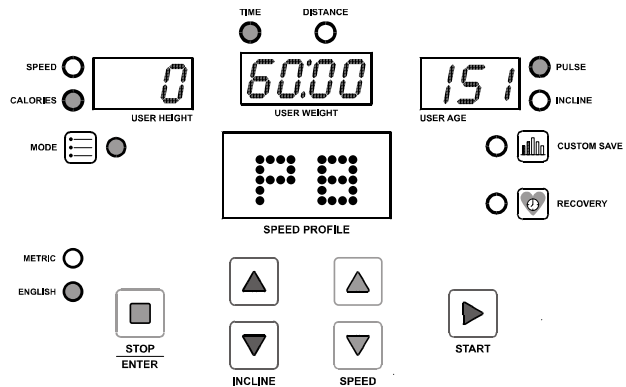 TIME DISTANCE
SPEED 0 60:00 151 PULSE
CALORIES INCLINE
USER HEIGHT USER WEIGHT USER AGE
MODE CUSTOM SAVE
P8
RECOVERY
SPEED PROFILE
METRIC
ENGLISH
STOP START
ENTER
INCLINE SPEED